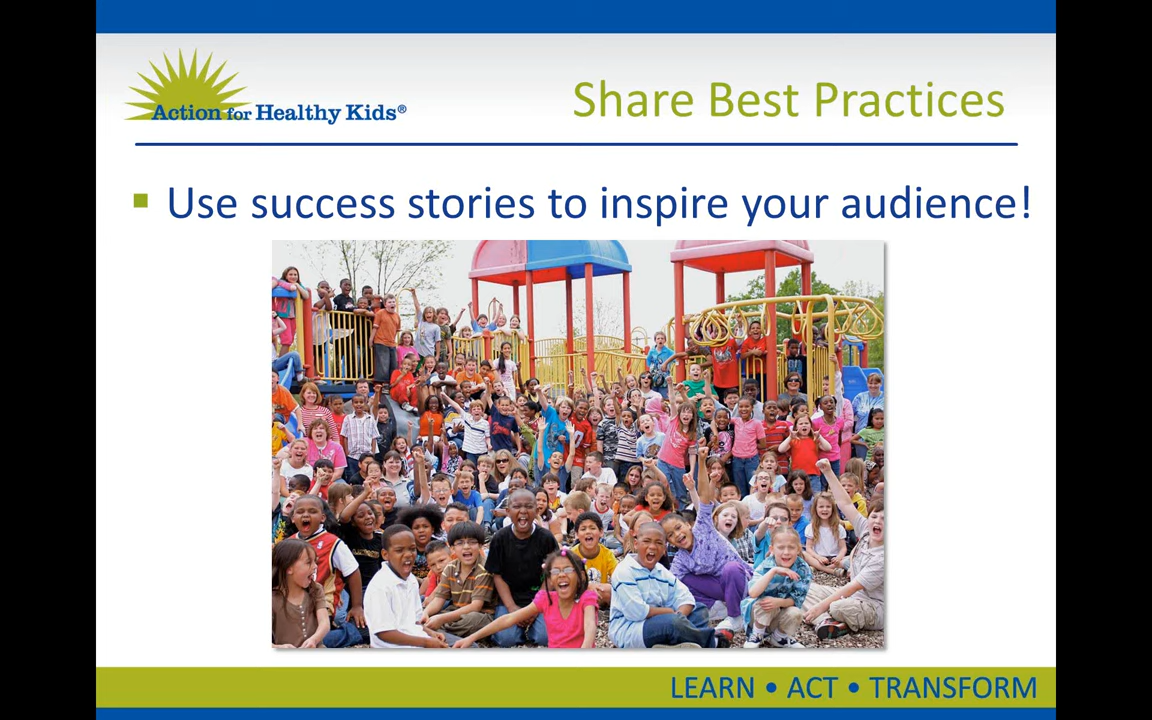 Action for Healthy Kids®
Share Best Practices
Use success stories to inspire your audience!
LEARN • ACT • TRANSFORM